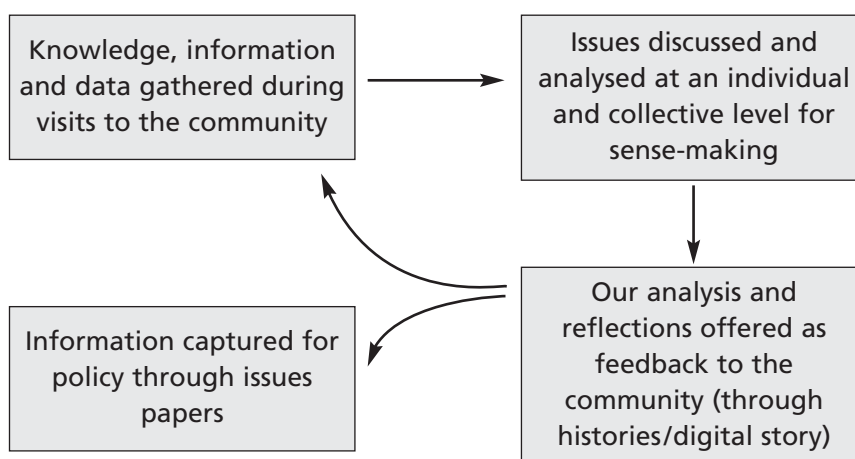 Knowledge, information
and data gathered during
visits to the community
Issues discussed and
analysed at an individual
and collective level for
sense-making
Our analysis and
reflections offered as
feedback to the
community (through
histories/digital story)
Information captured for
policy through issues
papers